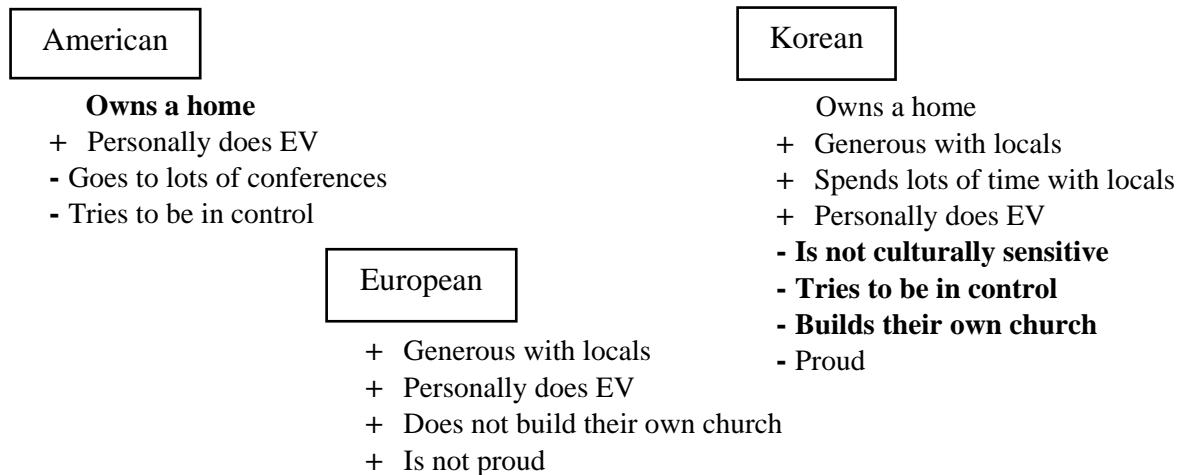 American
Owns a home
+ Personally does EV
- Goes to lots of conferences
- Tries to be in control
European
+ Generous with locals
+ Personally does EV
+ Does not build their own church
+ Is not proud
Korean
Owns a home
+ Generous with locals
+ Spends lots of time with locals
+ Personally does EV
- Is not culturally sensitive
- Tries to be in control
- Builds their own church
- Proud